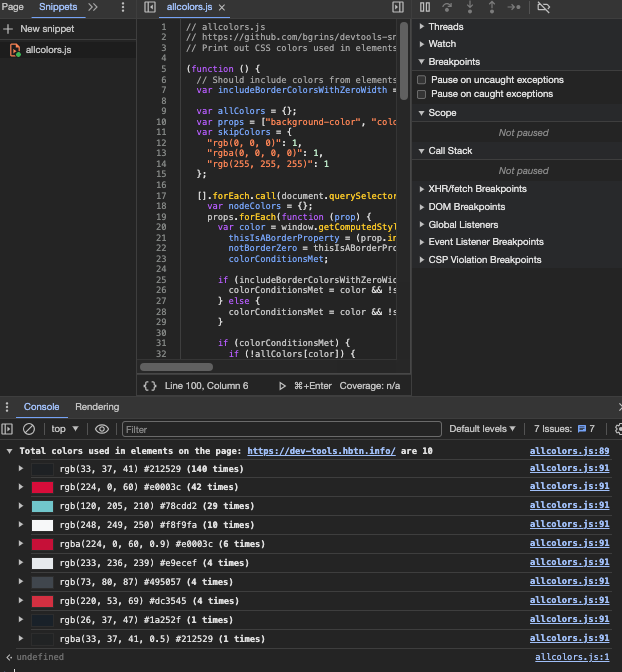 Page Snippets
allcolors.js ×
New snippet
allcolors.js
1 // allcolors.js
2 // https://github.com/bgrins/devtools-sn
3 // Print out CSS colors used in elements
4
5 (function () {
6 // Should include colors from elements
7 var includeBorderColorsWithZeroWidth =
8
9 var allColors = {};
10 var props = ["background-color", "colo
11 var skipColors = {
12 "rgb(0, 0, 0)": 1,
13 "rgba(0, 0, 0, 0)": 1,
14 "rgb(255, 255, 255)": 1
15 };
16
17 [].forEach.call(document.querySelector
18 var nodeColors = {};
19 props.forEach(function (prop) {
20 var color = window.getComputedStyl
21 thisIsABorderProperty = (prop.in
22 notBorderZero = thisIsABorderPro
23 colorConditionsMet;
24
25 if (includeBorderColorsWithZeroWid
26 colorConditionsMet = color && !s
27 } else {
28 colorConditionsMet = color && !s
29 }
30
31 if (colorConditionsMet) {
32 if (!allColors[color]) {
{ } Line 100, Column 6 ⌘+Enter Coverage: n/a
Threads
Watch
Breakpoints
Pause on uncaught exceptions
Pause on caught exceptions
Scope
Not paused
Call Stack
Not paused
XHR/fetch Breakpoints
DOM Breakpoints
Global Listeners
Event Listener Breakpoints
CSP Violation Breakpoints
Console Rendering
top Filter Default levels 7 Issues: 7
Total colors used in elements on the page: https://dev-tools.hbtn.info/ are 10 allcolors.js:89
rgb(33, 37, 41) #212529 (140 times) allcolors.js:91
rgb(224, 0, 60) #e0003c (42 times) allcolors.js:91
rgb(120, 205, 210) #78cdd2 (29 times) allcolors.js:91
rgb(248, 249, 250) #f8f9fa (10 times) allcolors.js:91
rgba(224, 0, 60, 0.9) #e0003c (6 times) allcolors.js:91
rgb(233, 236, 239) #e9ecef (4 times) allcolors.js:91
rgb(73, 80, 87) #495057 (4 times) allcolors.js:91
rgb(220, 53, 69) #dc3545 (4 times) allcolors.js:91
rgb(26, 37, 47) #1a252f (1 times) allcolors.js:91
rgba(33, 37, 41, 0.5) #212529 (1 times) allcolors.js:91
undefined allcolors.js:1